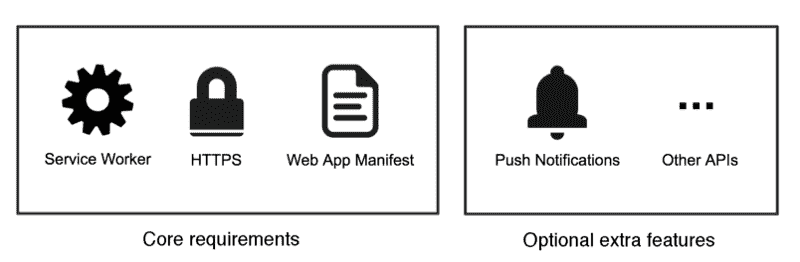 Service Worker
HTTPS
Web App Manifest
Core requirements
Push Notifications
...
Other APIs
Optional extra features